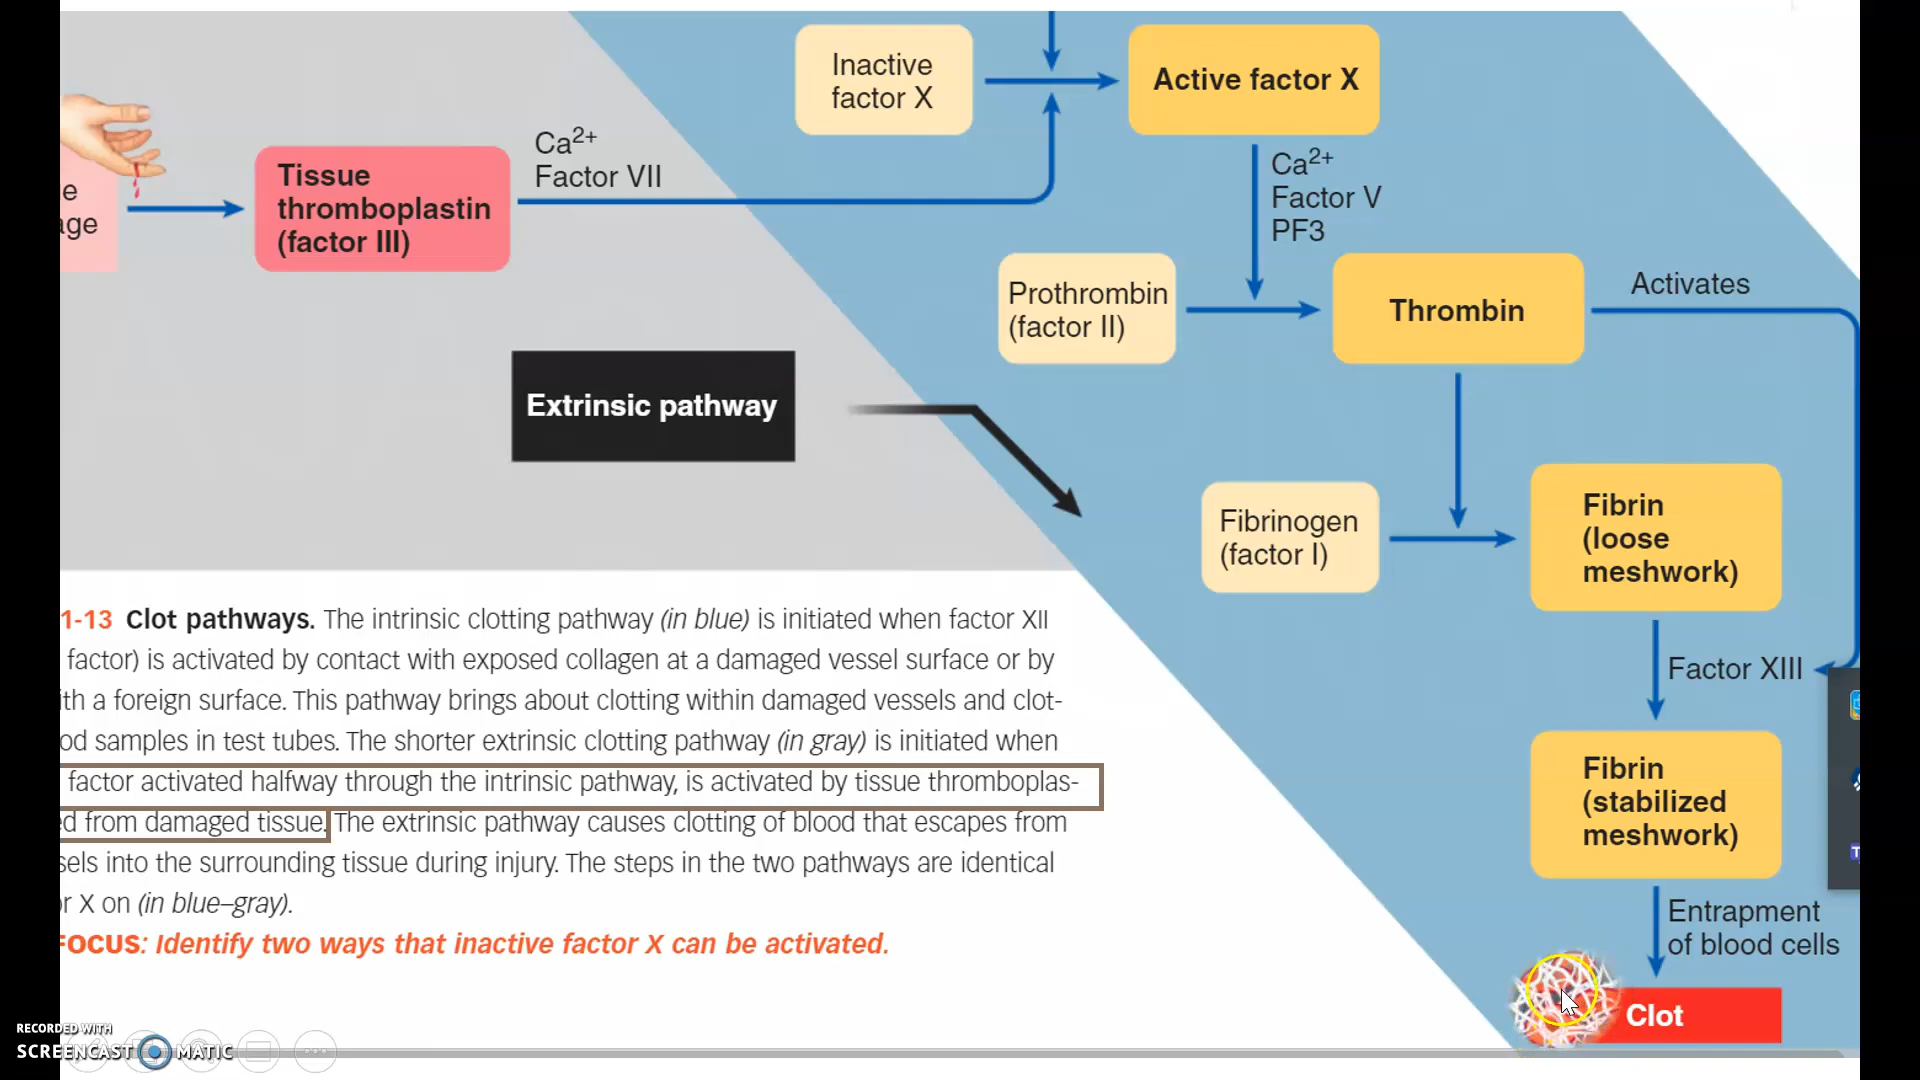 Inactive
factor X
Active factor X
Ca2+
Factor VII
Tissue
thromboplastin
(factor III)
e
age
Ca2+
Factor V
PF3
Prothrombin
(factor II)
Thrombin
Activates
Extrinsic pathway
Fibrinogen
(factor I)
Fibrin
(loose
meshwork)
Factor XIII
Fibrin
(stabilized
meshwork)
Entrapment
of blood cells
Clot
1-13 Clot pathways. The intrinsic clotting pathway (in blue) is initiated when factor XII
factor) is activated by contact with exposed collagen at a damaged vessel surface or by
ith a foreign surface. This pathway brings about clotting within damaged vessels and clot-
od samples in test tubes. The shorter extrinsic clotting pathway (in gray) is initiated when
factor activated halfway through the intrinsic pathway, is activated by tissue thromboplas-
ed from damaged tissue. The extrinsic pathway causes clotting of blood that escapes from
sels into the surrounding tissue during injury. The steps in the two pathways are identical
or X on (in blue–gray).
FOCUS: Identify two ways that inactive factor X can be activated.
RECORDED WITH
SCREENCAST MATIC